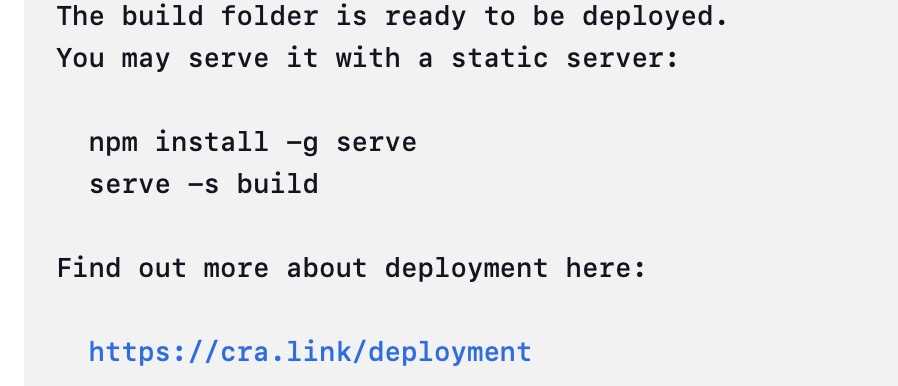 The build folder is ready to be deployed.
You may serve it with a static server:
npm install -g serve
serve -s build
Find out more about deployment here:
https://cra.link/deployment